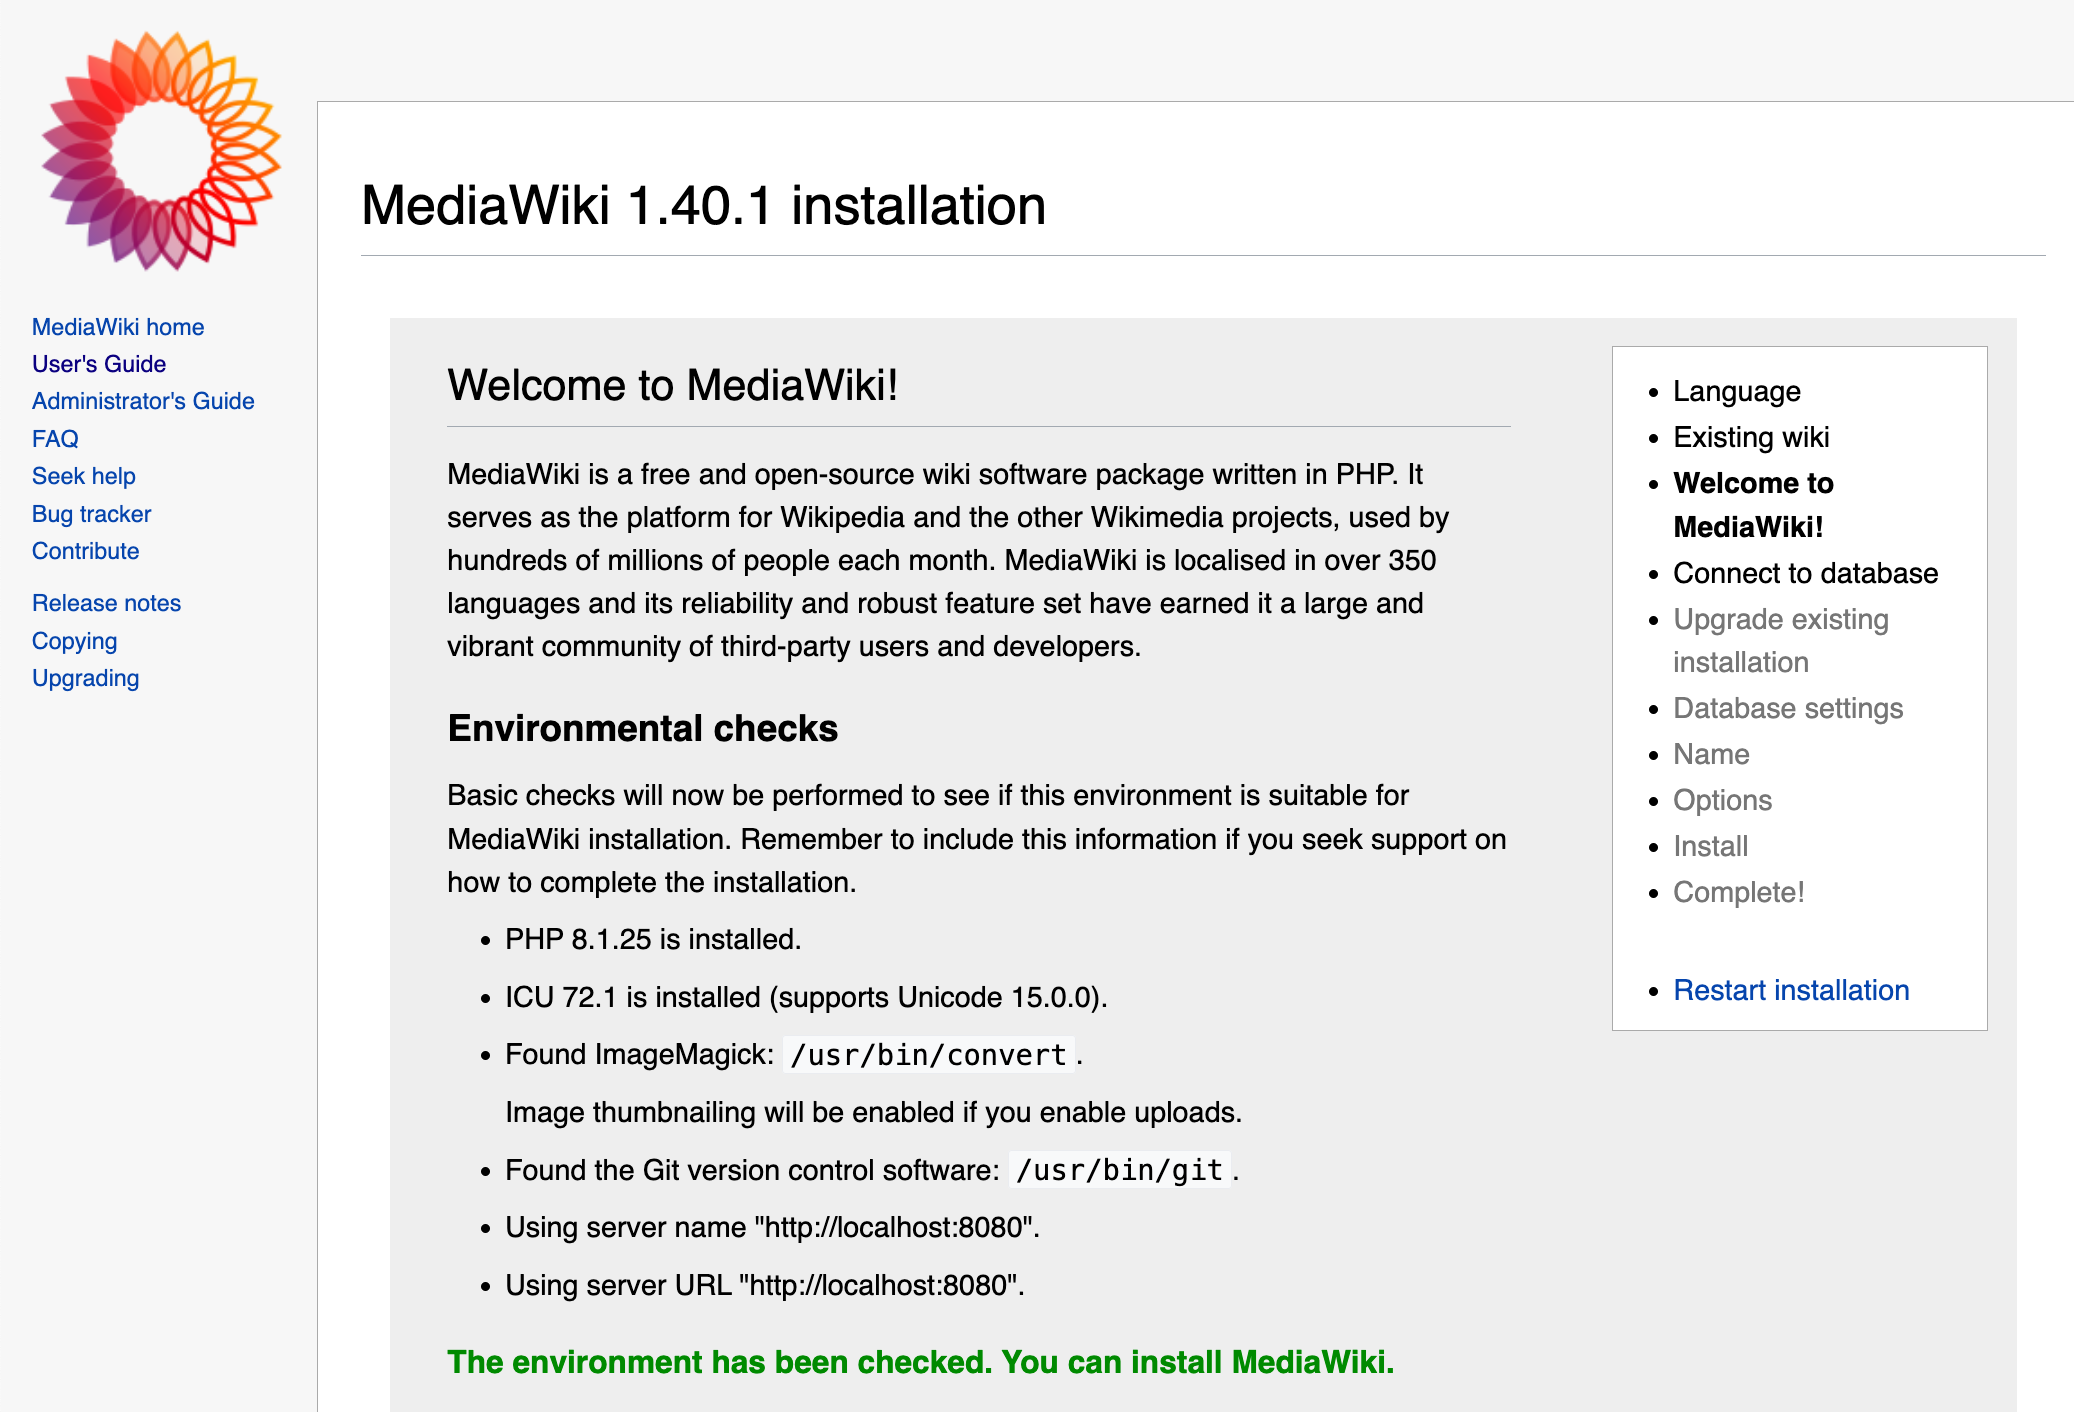 MediaWiki home
User's Guide
Administrator's Guide
FAQ
Seek help
Bug tracker
Contribute
Release notes
Copying
Upgrading
MediaWiki 1.40.1 installation
Welcome to MediaWiki!
MediaWiki is a free and open-source wiki software package written in PHP. It
serves as the platform for Wikipedia and the other Wikimedia projects, used by
hundreds of millions of people each month. MediaWiki is localised in over 350
languages and its reliability and robust feature set have earned it a large and
vibrant community of third-party users and developers.
Environmental checks
Basic checks will now be performed to see if this environment is suitable for
MediaWiki installation. Remember to include this information if you seek support on
how to complete the installation.
• PHP 8.1.25 is installed.
• ICU 72.1 is installed (supports Unicode 15.0.0).
• Found ImageMagick: /usr/bin/convert.
Image thumbnailing will be enabled if you enable uploads.
• Found the Git version control software: /usr/bin/git.
• Using server name "http://localhost:8080".
• Using server URL "http://localhost:8080".
The environment has been checked. You can install MediaWiki.
• Language
• Existing wiki
• Welcome to
MediaWiki!
• Connect to database
• Upgrade existing
installation
• Database settings
• Name
• Options
• Install
• Complete!
• Restart installation